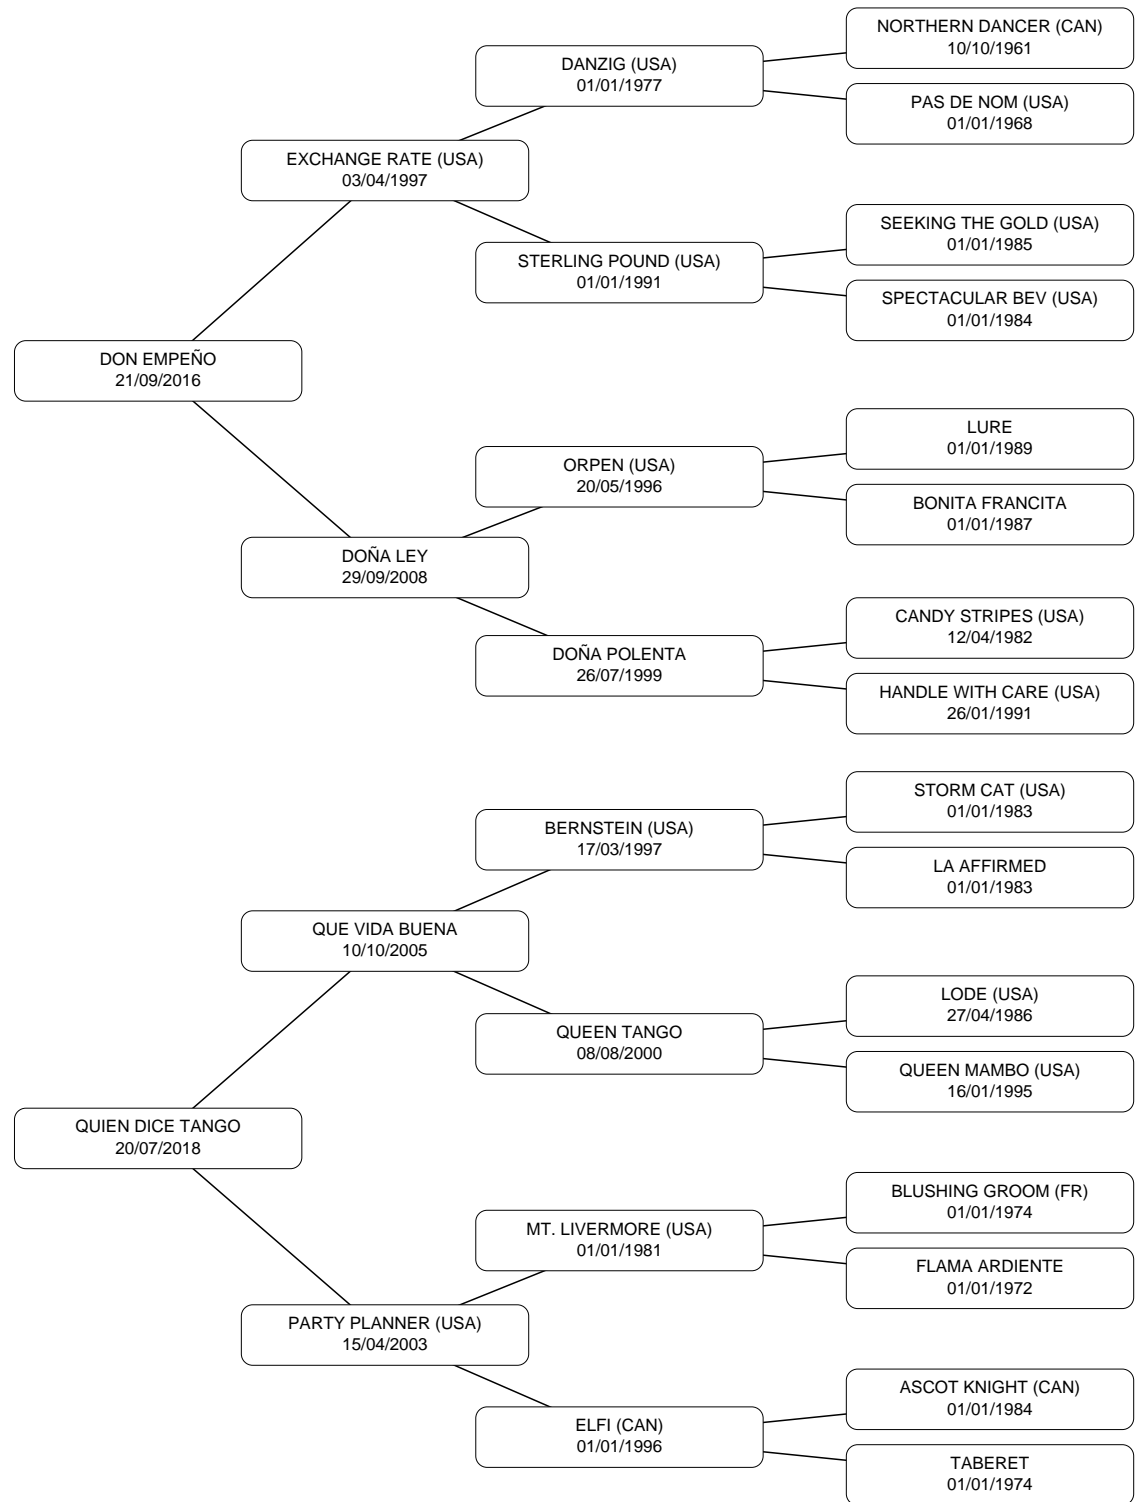 NORTHERN DANCER (CAN)
10/10/1961
DANZIG (USA)
01/01/1977
PAS DE NOM (USA)
01/01/1968
EXCHANGE RATE (USA)
03/04/1997
SEEKING THE GOLD (USA)
01/01/1985
STERLING POUND (USA)
01/01/1991
SPECTACULAR BEV (USA)
01/01/1984
DON EMPEÑO
21/09/2016
LURE
01/01/1989
ORPEN (USA)
20/05/1996
BONITA FRANCITA
01/01/1987
DOÑA LEY
29/09/2008
CANDY STRIPES (USA)
12/04/1982
DOÑA POLENTA
26/07/1999
HANDLE WITH CARE (USA)
26/01/1991
STORM CAT (USA)
01/01/1983
BERNSTEIN (USA)
17/03/1997
LA AFFIRMED
01/01/1983
QUE VIDA BUENA
10/10/2005
LODE (USA)
27/04/1986
QUEEN TANGO
08/08/2000
QUEEN MAMBO (USA)
16/01/1995
QUIEN DICE TANGO
20/07/2018
BLUSHING GROOM (FR)
01/01/1974
MT. LIVERMORE (USA)
01/01/1981
FLAMA ARDIENTE
01/01/1972
PARTY PLANNER (USA)
15/04/2003
ASCOT KNIGHT (CAN)
01/01/1984
ELFI (CAN)
01/01/1996
TABERET
01/01/1974